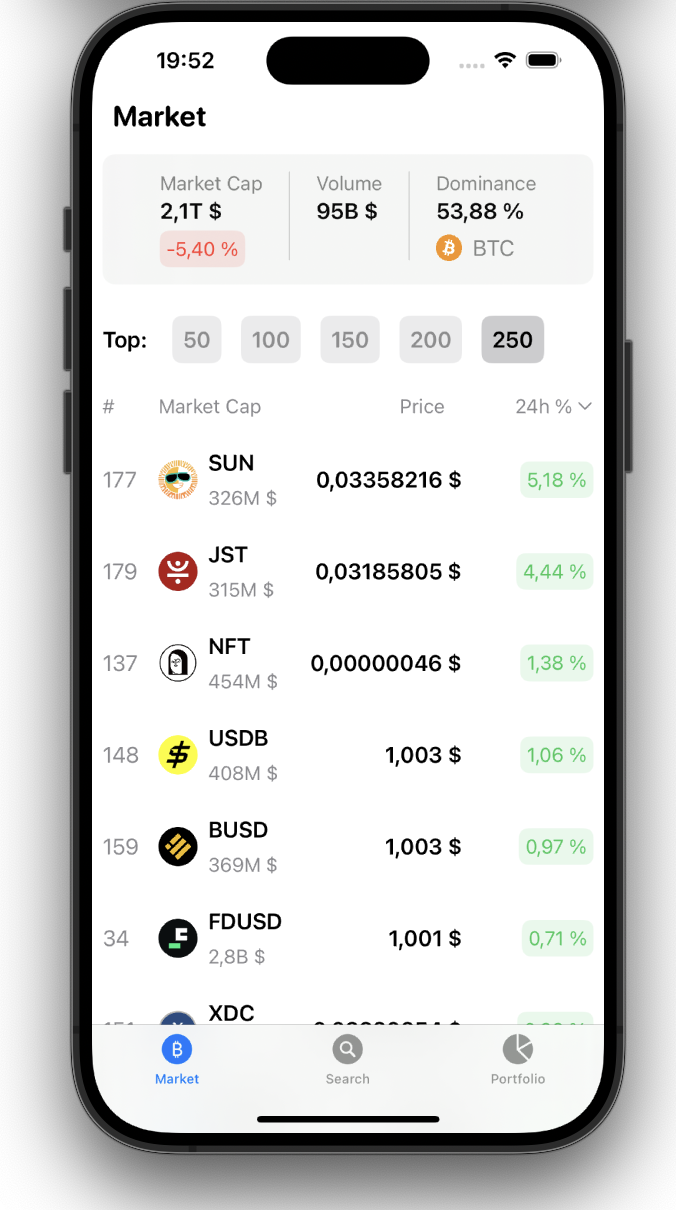 19:52
Market
Market Cap Volume Dominance
2,1T $ 95B $ 53,88 %
-5,40 % BTC
Top: 50 100 150 200 250
# Market Cap Price 24h %
177 SUN 0,03358216 $ 5,18 %
326M $
179 JST 0,03185805 $ 4,44 %
315M $
137 NFT 0,00000046 $ 1,38 %
454M $
148 USDB 1,003 $ 1,06 %
408M $
159 BUSD 1,003 $ 0,97 %
369M $
34 FDUSD 1,001 $ 0,71 %
2,8B $
XDC
Market Search Portfolio